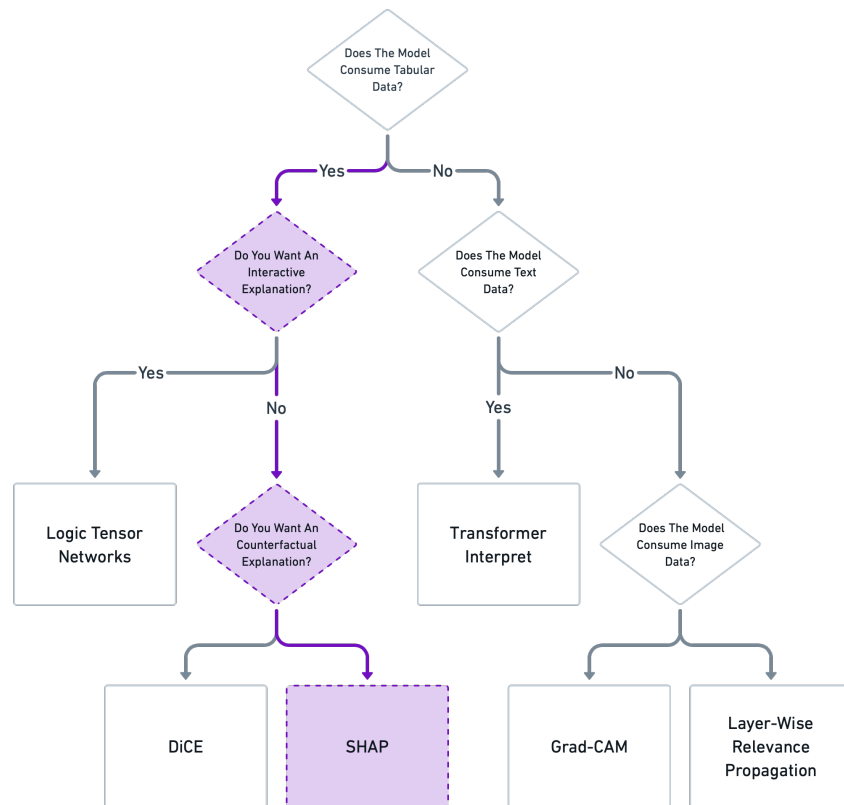 Does The Model
Consume Tabular
Data?
Yes
No
Do You Want An
Interactive
Explanation?
Does The Model
Consume Text
Data?
Yes
No
No
Yes
Logic Tensor
Networks
Do You Want An
Counterfactual
Explanation?
Transformer
Interpret
Does The Model
Consume Image
Data?
DiCE
SHAP
Grad-CAM
Layer-Wise
Relevance
Propagation